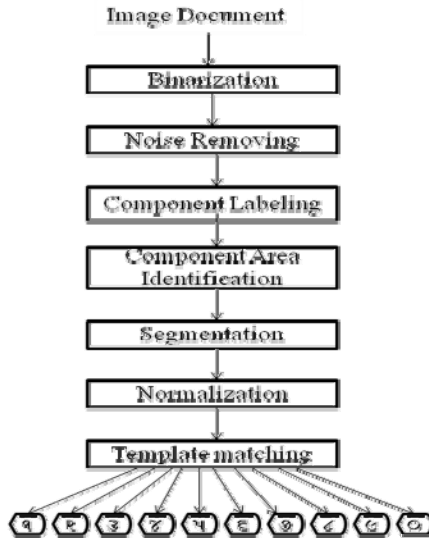 Image Document
Binarization
Noise Removing
Component Labeling
Component Area
Identification
Segmentation
Normalization
Template matching